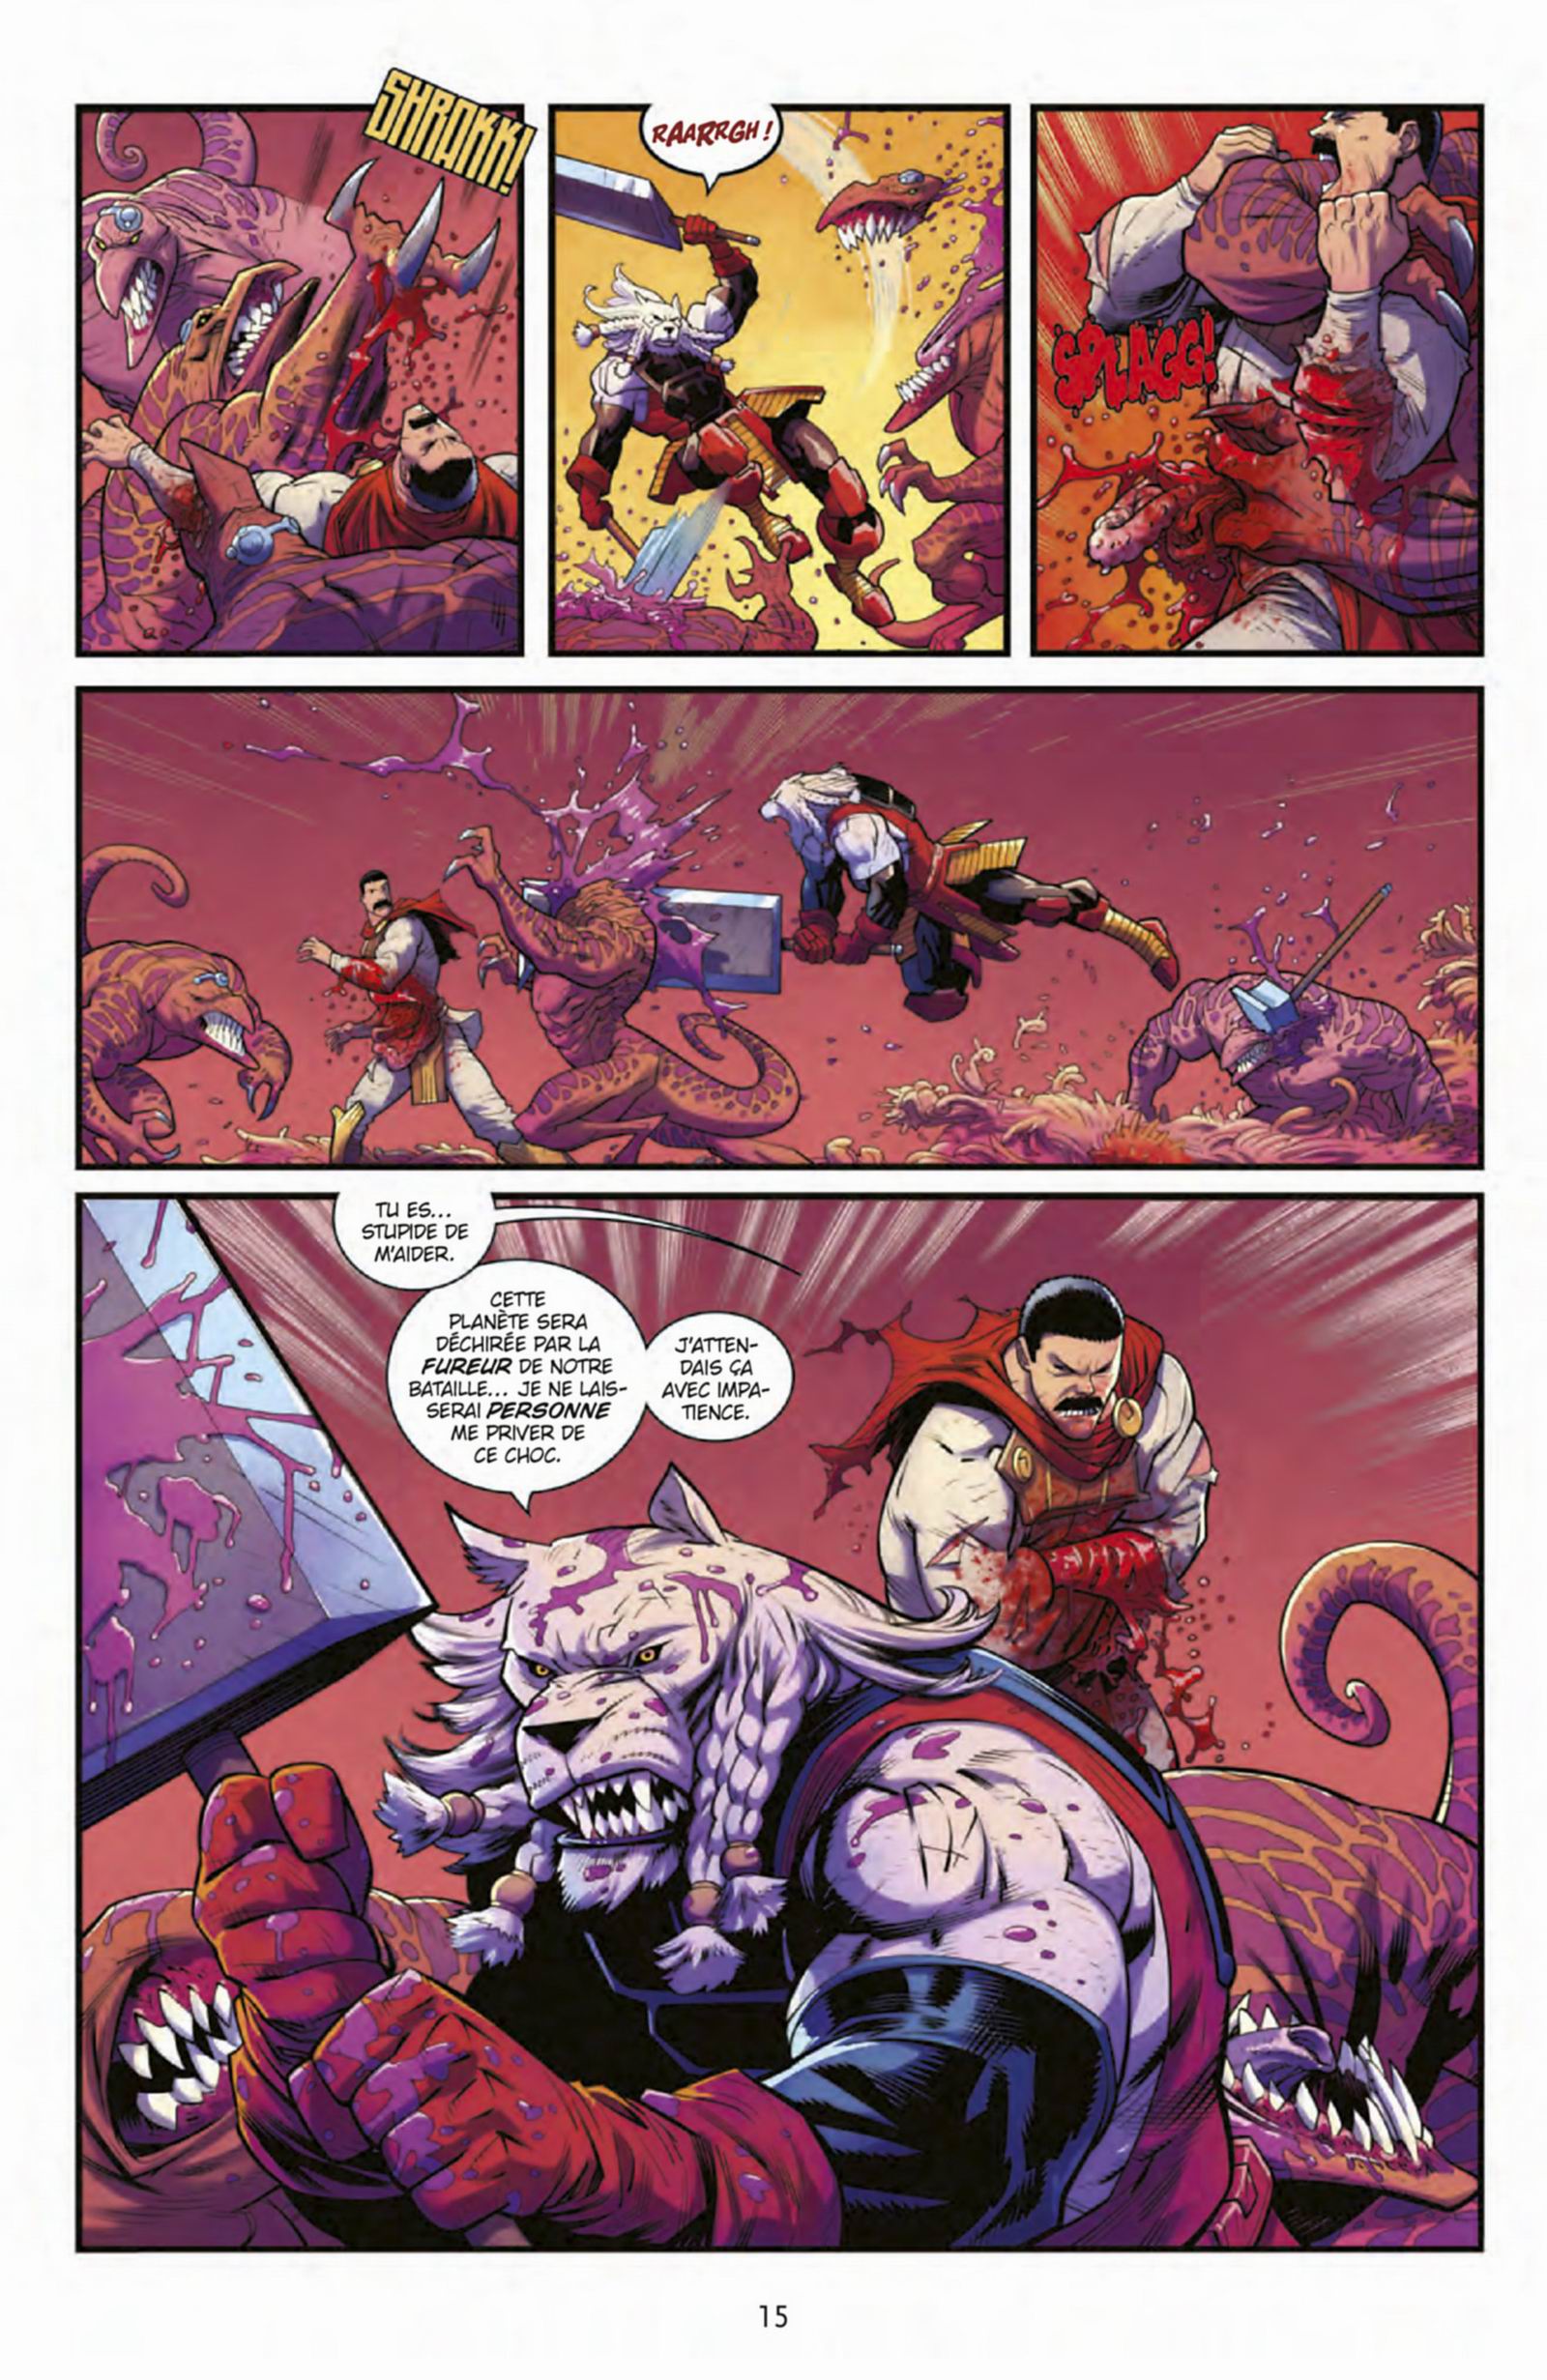 SHRAKK!
RAARRGH !
SPLAGG!
TU ES...
STUPIDE DE
M'AIDER.
CETTE
PLANÈTE SERA
DÉCHIRÉE PAR LA
FUREUR DE NOTRE
BATAILLE... JE NE LAIS-
SERAI PERSONNE
ME PRIVER DE
CE CHOC.
J'ATTEN-
DAIS ÇA
AVEC IMPA-
TIENCE.
15